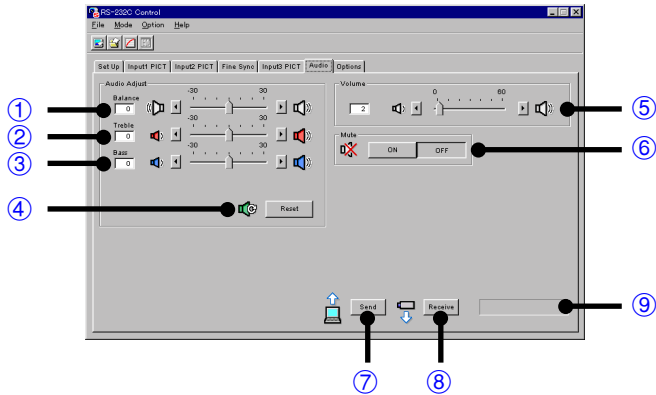 RS-232C Control
File Mode Option Help
Set Up Input1 PICT Input2 PICT Fine Sync Input3 PICT Audio Options
Audio Adjust
Balance
0
-30 30
Treble
0
-30 30
Bass
0
-30 30
Reset
Volume
2
0 60
Mute
ON OFF
Send
Receive
①
②
③
④
⑤
⑥
⑦
⑧
⑨